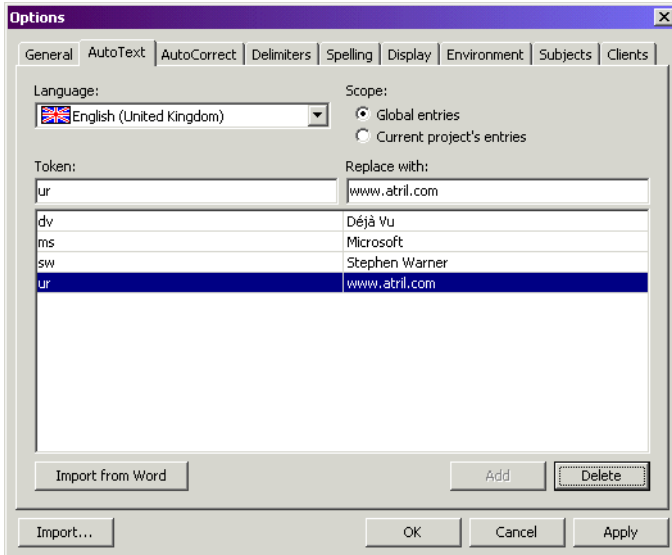 Options
General AutoText AutoCorrect Delimiters Spelling Display Environment Subjects Clients
Language: Scope:
English (United Kingdom) Global entries
Current project's entries
Token: Replace with:
ur www.atril.com
dv Déjà Vu
ms Microsoft
sw Stephen Warner
ur www.atril.com
Import from Word Add Delete
Import... OK Cancel Apply